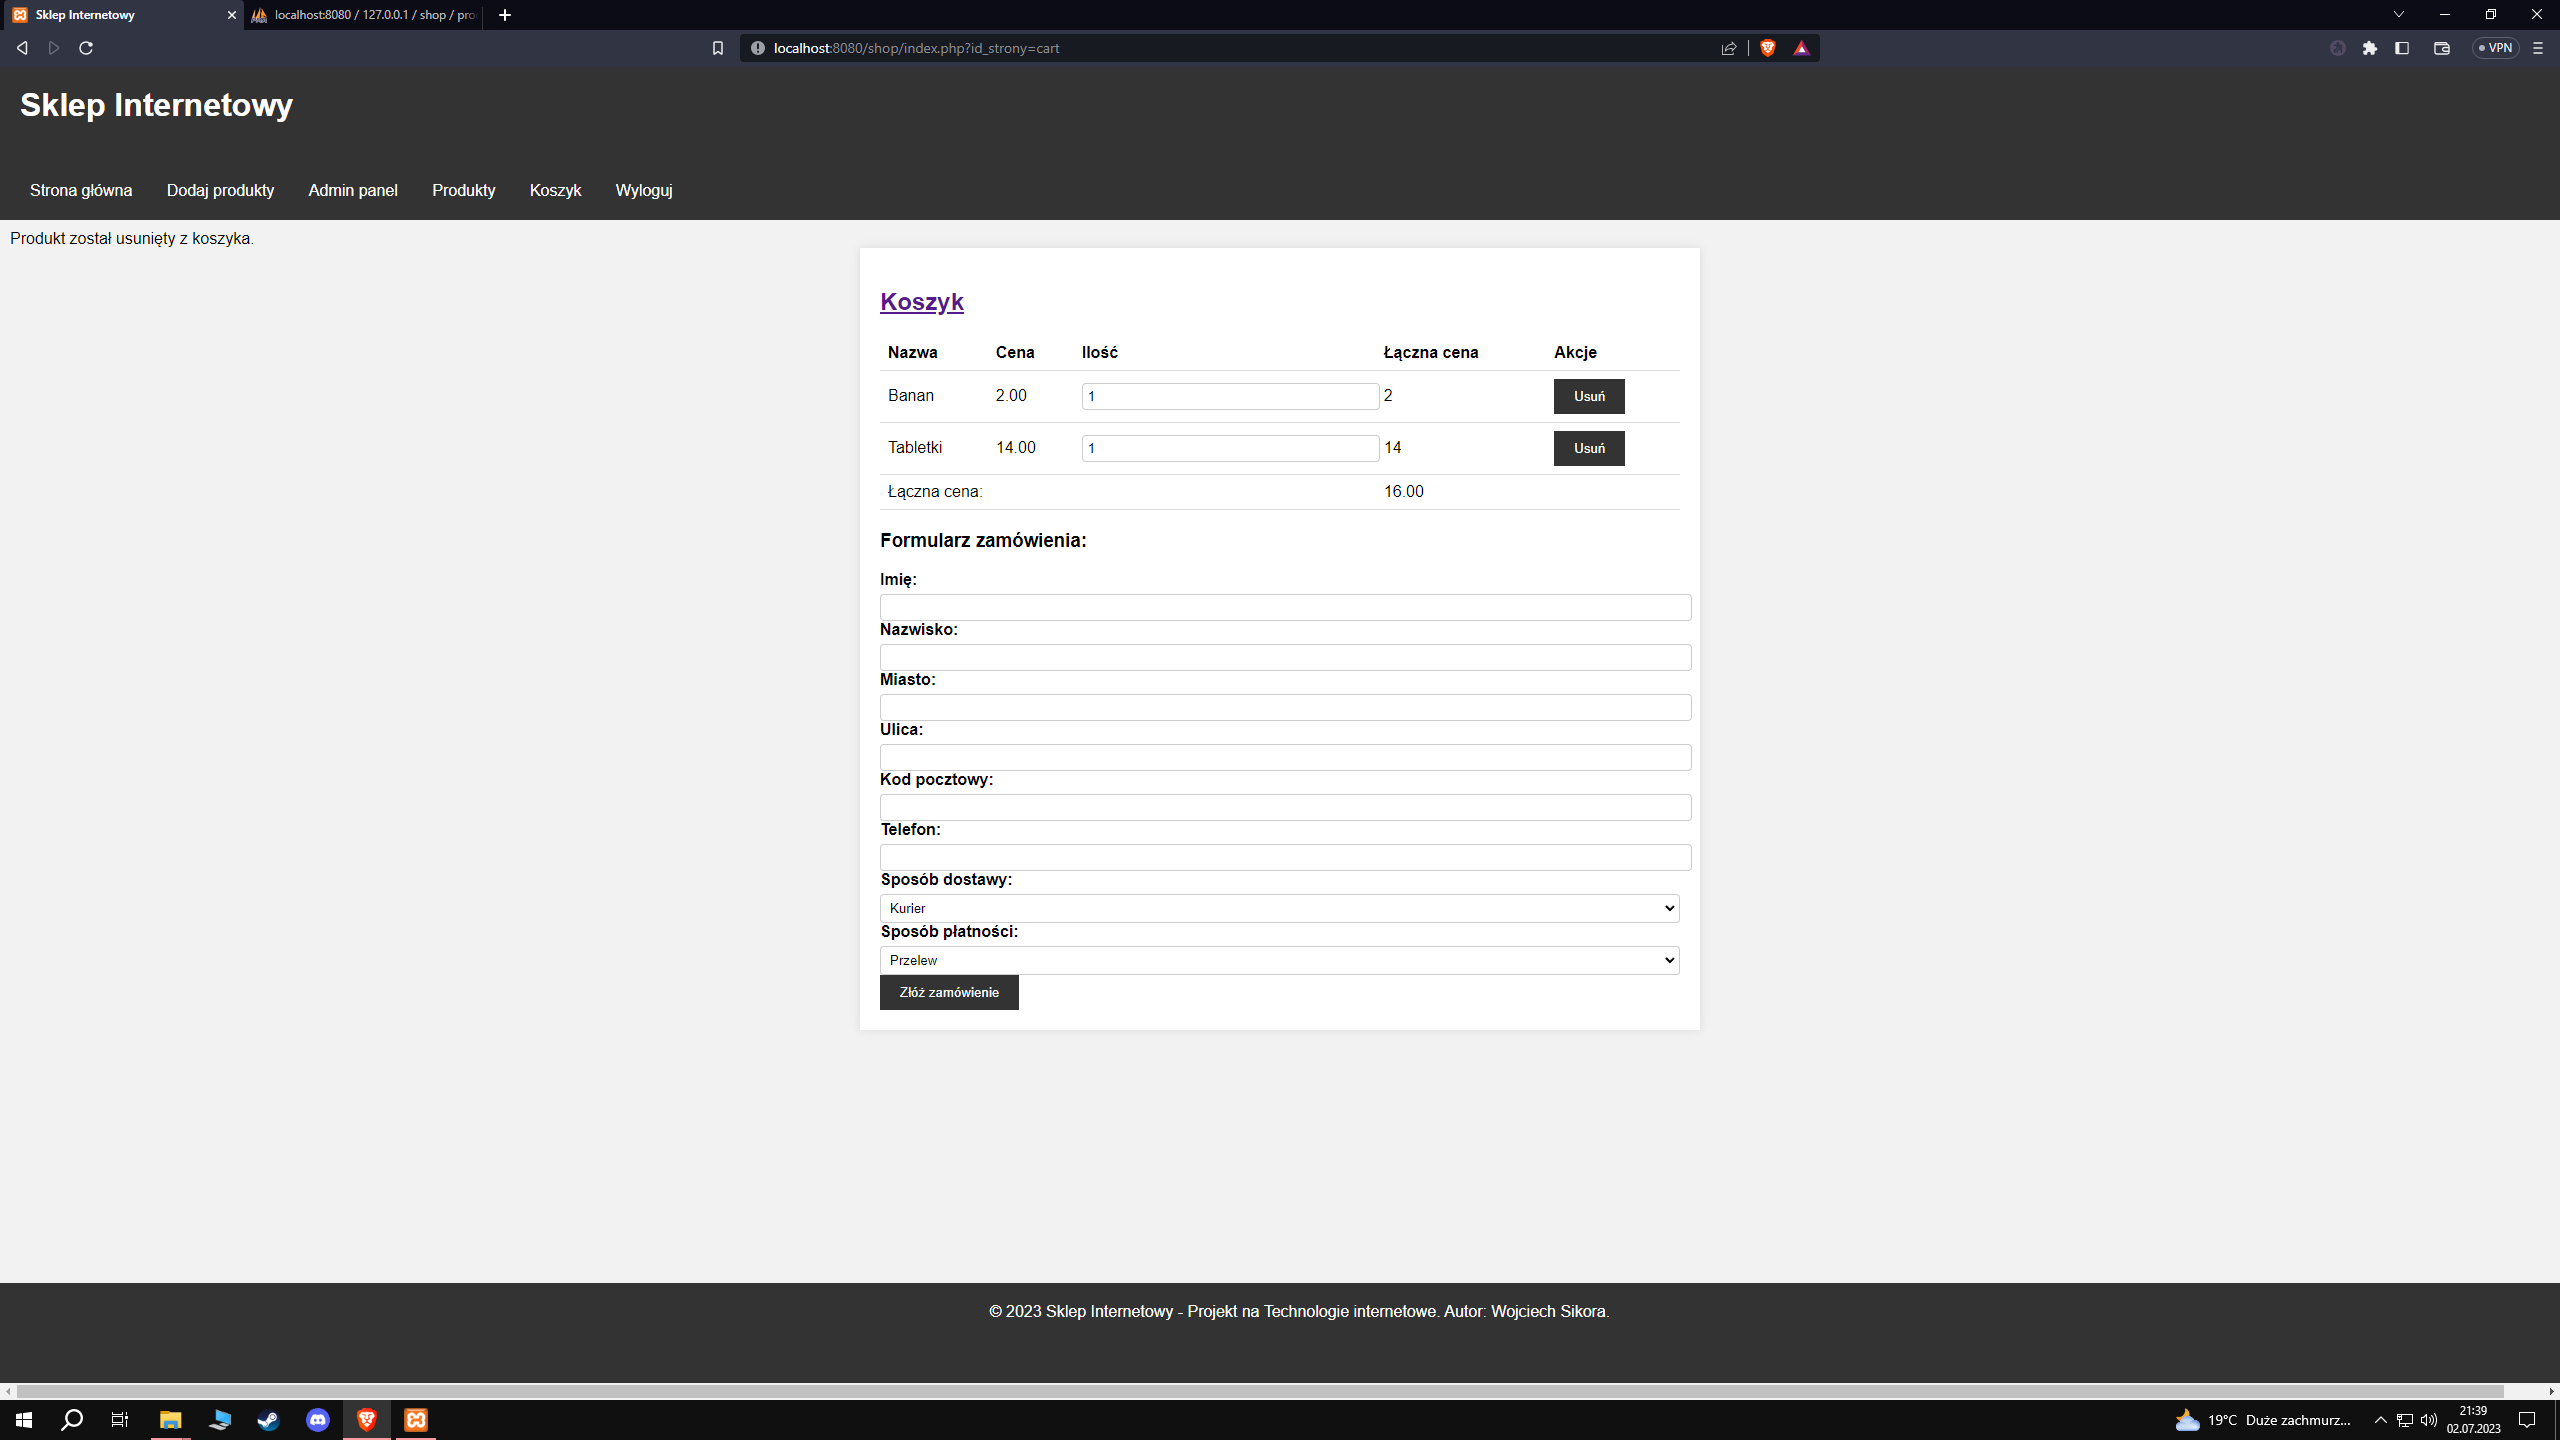 Sklep Internetowy
localhost:8080 / 127.0.0.1 / shop / pro
localhost:8080/shop/index.php?id_strony=cart
VPN
Sklep Internetowy
Strona główna Dodaj produkty Admin panel Produkty Koszyk Wyloguj
Produkt został usunięty z koszyka.
Koszyk
Nazwa Cena Ilość Łączna cena Akcje
Banan 2.00 1 2 Usuń
Tabletki 14.00 1 14 Usuń
Łączna cena: 16.00
Formularz zamówienia:
Imię:
Nazwisko:
Miasto:
Ulica:
Kod pocztowy:
Telefon:
Sposób dostawy:
Kurier
Sposób płatności:
Przelew
Złóż zamówienie
© 2023 Sklep Internetowy - Projekt na Technologie internetowe. Autor: Wojciech Sikora.
19°C Duże zachmurz...
21:39
02.07.2023